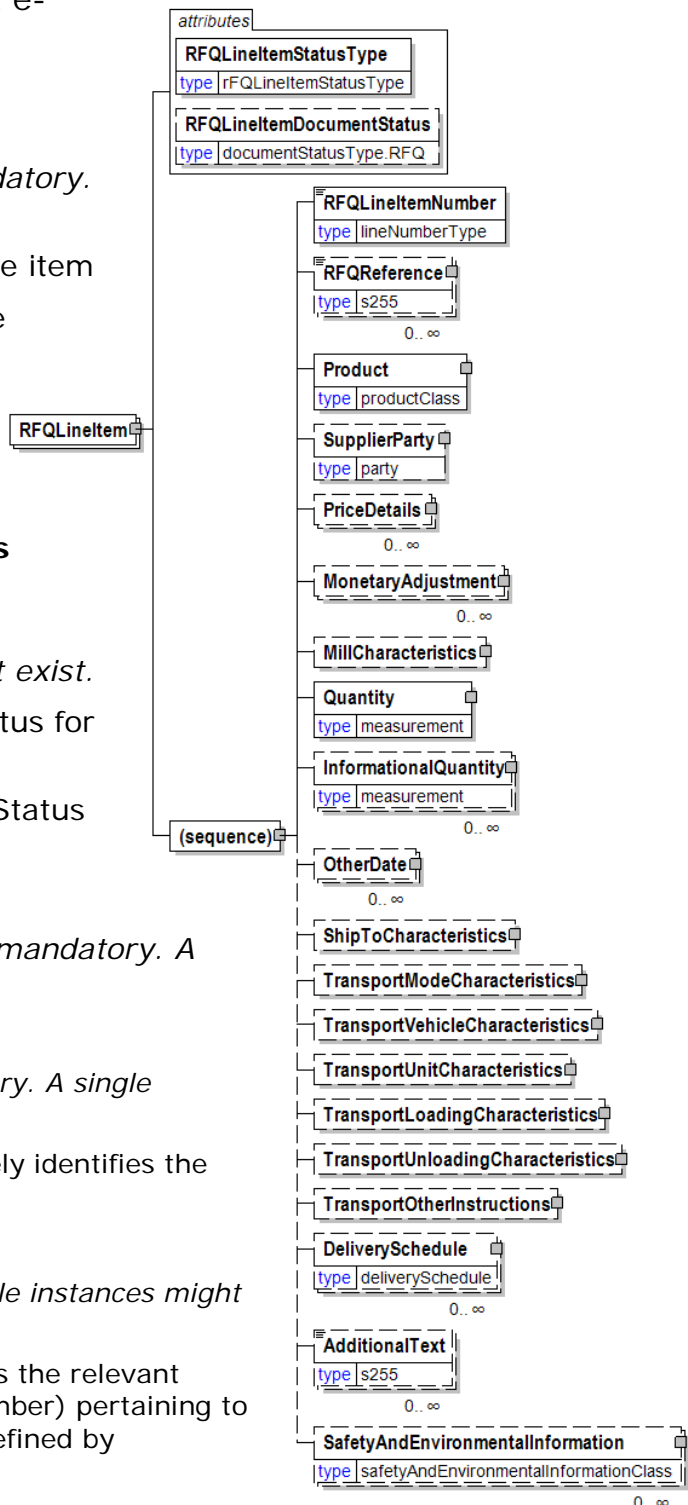 e-
datory.
e item
e
s
t exist.
tus for
Status
mandatory. A
ry. A single
ely identifies the
le instances might
s the relevant
mber) pertaining to
efined by
attributes
RFQLineItemStatusType
type rFQLineItemStatusType
RFQLineItemDocumentStatus
type documentStatusType.RFQ
RFQLineItem
(sequence)
RFQLineItemNumber
type lineNumberType
RFQReference
type s255
0..∞
Product
type productClass
SupplierParty
type party
PriceDetails
0..∞
MonetaryAdjustment
0..∞
MillCharacteristics
Quantity
type measurement
InformationalQuantity
type measurement
0..∞
OtherDate
0..∞
ShipToCharacteristics
TransportModeCharacteristics
TransportVehicleCharacteristics
TransportUnitCharacteristics
TransportLoadingCharacteristics
TransportUnloadingCharacteristics
TransportOtherInstructions
DeliverySchedule
type deliverySchedule
0..∞
AdditionalText
type s255
0..∞
SafetyAndEnvironmentalInformation
type safetyAndEnvironmentalInformationClass
0..∞